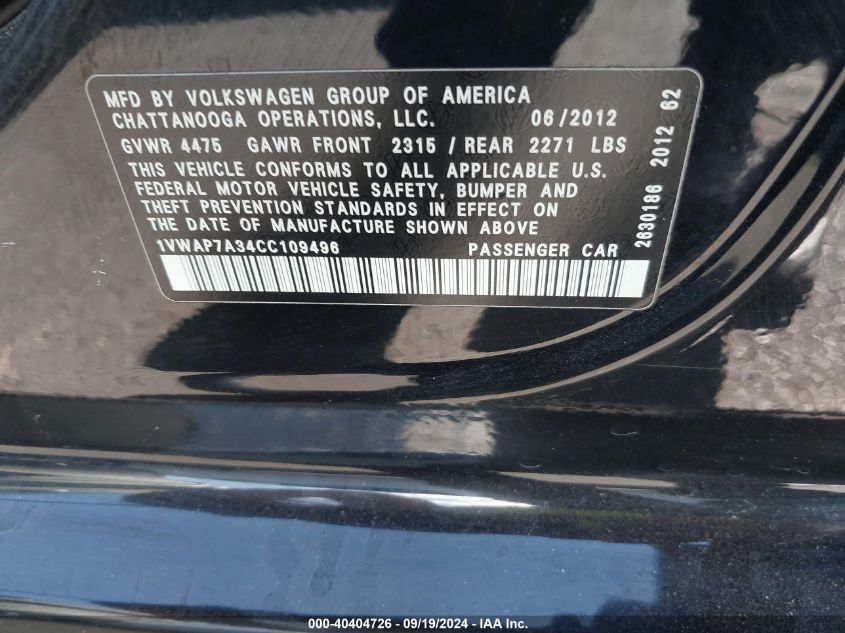 MFD BY VOLKSWAGEN GROUP OF AMERICA
CHATTANOOGA OPERATIONS, LLC. 06/2012
GVWR 4475 GAWR FRONT 2315/REAR 2271 LBS
THIS VEHICLE CONFORMS TO ALL APPLICABLE U.S.
FEDERAL MOTOR VEHICLE SAFETY, BUMPER AND
THEFT PREVENTION STANDARDS IN EFFECT ON
THE DATE OF MANUFACTURE SHOWN ABOVE
1VWAP7A34CC109496 PASSENGER CAR
2630186 2012 62
000-40404726 - 09/19/2024 - IAA Inc.